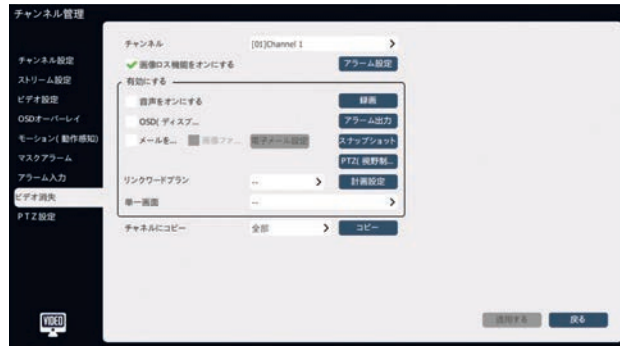 チャンネル管理
チャンネル設定
ストリーム設定
ビデオ設定
OSDオーバーレイ
モーション(動作感知)
マスクアラーム
アラーム入力
ビデオ消失
PTZ設定
VIDEO
チャンネル [01]Channel 1 >
画像ロス機能をオンにする アラーム設定
有効にする
音声をオンにする 録画
OSD(ディスプ... アラーム出力
メールを... 画像ファ... 電子メール設定 スナップショット
PTZ(視野制...
リンクワードプラン -- > 計画設定
単一画面 -- >
チャネルにコピー 全部 > コピー
適用する 戻る